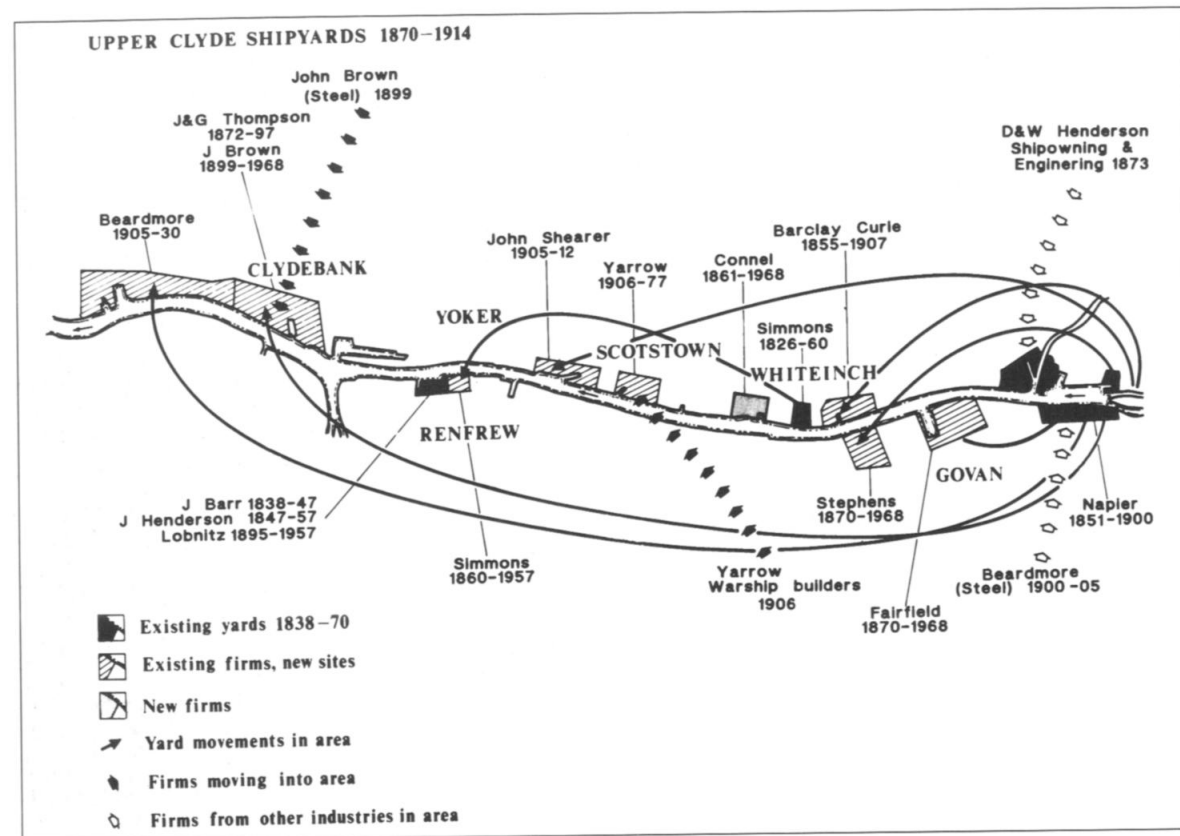 UPPER CLYDE SHIPYARDS 1870–1914
John Brown
(Steel) 1899
J&G Thompson
1872-97
J Brown
1899-1968
D&W Henderson
Shipowning &
Enginering 1873
Beardmore
1905-30
CLYDEBANK
John Shearer
1905-12
Yarrow
1906-77
Connel
1861-1968
Barclay Curle
1855-1907
YOKER
SCOTSTOWN
Simmons
1826-60
WHITEINCH
RENFREW
GOVAN
J Barr 1838-47
J Henderson 1847-57
Lobnitz 1895-1957
Simmons
1860-1957
Stephens
1870-1968
Napier
1851-1900
Yarrow
Warship builders
1906
Beardmore
(Steel) 1900-05
Fairfield
1870-1968
Existing yards 1838–70
Existing firms, new sites
New firms
Yard movements in area
Firms moving into area
Firms from other industries in area